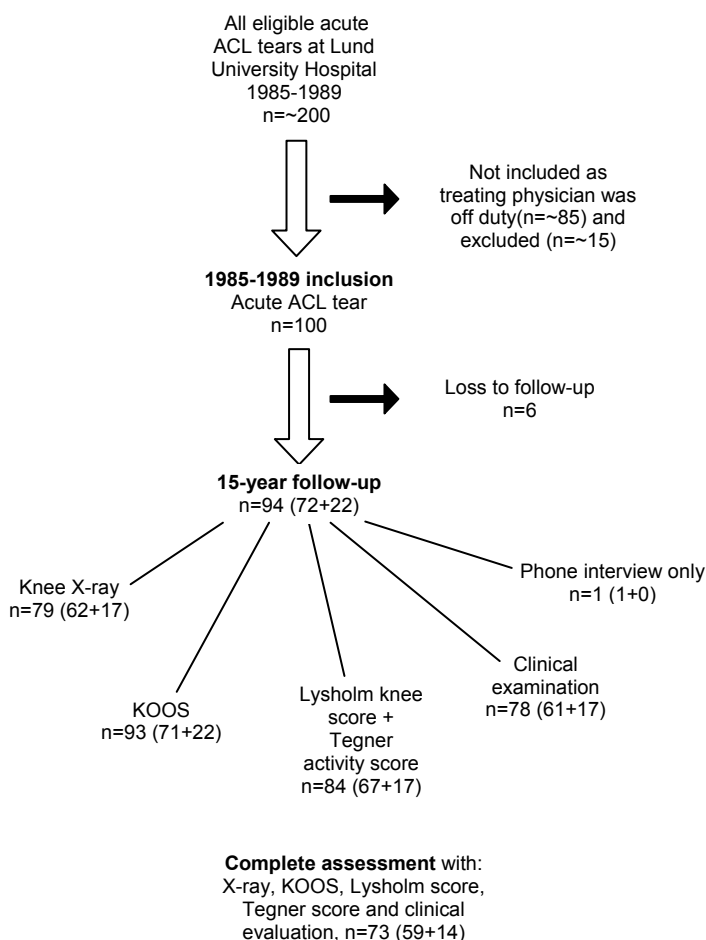 All eligible acute
ACL tears at Lund
University Hospital
1985-1989
n=~200
Not included as
treating physician was
off duty(n=~85) and
excluded (n=~15)
1985-1989 inclusion
Acute ACL tear
n=100
Loss to follow-up
n=6
15-year follow-up
n=94 (72+22)
Knee X-ray
n=79 (62+17)
KOOS
n=93 (71+22)
Lysholm knee
score +
Tegner
activity score
n=84 (67+17)
Clinical
examination
n=78 (61+17)
Phone interview only
n=1 (1+0)
Complete assessment with:
X-ray, KOOS, Lysholm score,
Tegner score and clinical
evaluation, n=73 (59+14)